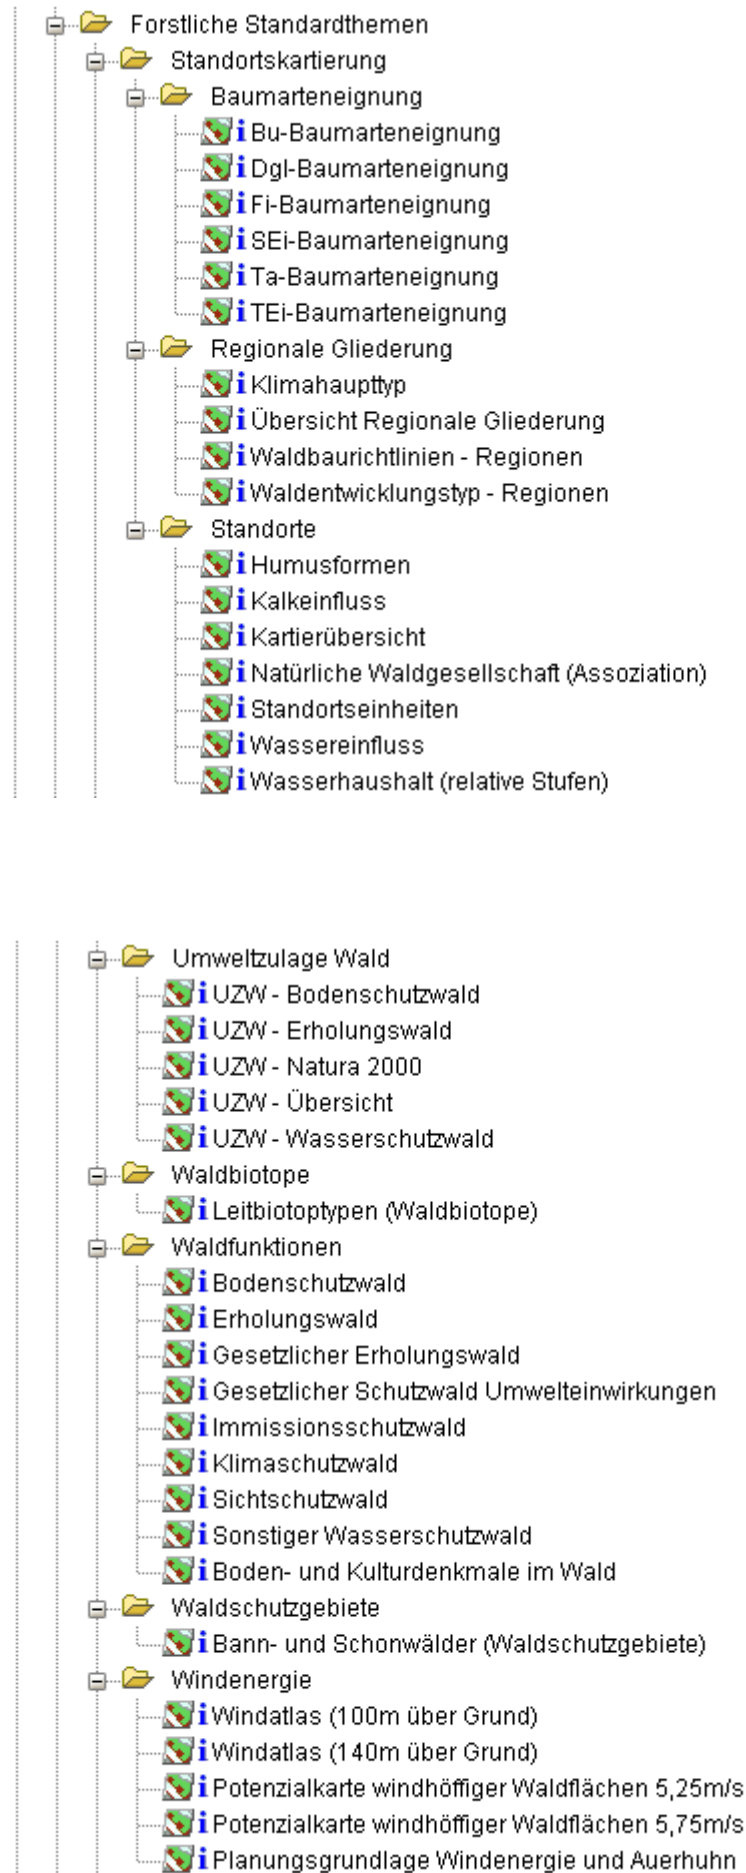 Forstliche Standardthemen
Standortskartierung
Baumarteneignung
i Bu-Baumarteneignung
i Dgl-Baumarteneignung
i Fi-Baumarteneignung
i SEi-Baumarteneignung
i Ta-Baumarteneignung
i TEi-Baumarteneignung
Regionale Gliederung
i Klimahaupttyp
i Übersicht Regionale Gliederung
i Waldbaurichtlinien - Regionen
i Waldentwicklungstyp - Regionen
Standorte
i Humusformen
i Kalkeinfluss
i Kartierübersicht
i Natürliche Waldgesellschaft (Assoziation)
i Standortseinheiten
i Wassereinfluss
i Wasserhaushalt (relative Stufen)
Umweltzulage Wald
i UZW - Bodenschutzwald
i UZW - Erholungswald
i UZW - Natura 2000
i UZW - Übersicht
i UZW - Wasserschutzwald
Waldbiotope
i Leitbiotoptypen (Waldbiotope)
Waldfunktionen
i Bodenschutzwald
i Erholungswald
i Gesetzlicher Erholungswald
i Gesetzlicher Schutzwald Umwelteinwirkungen
i Immissionsschutzwald
i Klimaschutzwald
i Sichtschutzwald
i Sonstiger Wasserschutzwald
i Boden- und Kulturdenkmale im Wald
Waldschutzgebiete
i Bann- und Schonwälder (Waldschutzgebiete)
Windenergie
i Windatlas (100m über Grund)
i Windatlas (140m über Grund)
i Potenzialkarte windhöffiger Waldflächen 5,25m/s
i Potenzialkarte windhöffiger Waldflächen 5,75m/s
i Planungsgrundlage Windenergie und Auerhuhn